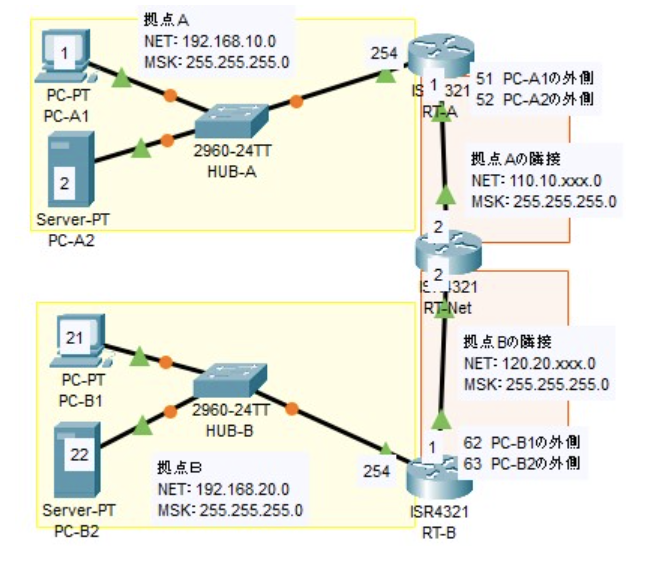 拠点A
NET: 192.168.10.0
MSK: 255.255.255.0
1
PC-PT
PC-A1
2
Server-PT
PC-A2
2960-24TT
HUB-A
254
1
ISR4321
RT-A
51 PC-A1の外側
52 PC-A2の外側
拠点Aの隣接
NET: 110.10.xxx.0
MSK: 255.255.255.0
2
2
ISR4321
RT-Net
拠点Bの隣接
NET: 120.20.xxx.0
MSK: 255.255.255.0
21
PC-PT
PC-B1
22
Server-PT
PC-B2
2960-24TT
HUB-B
拠点B
NET: 192.168.20.0
MSK: 255.255.255.0
254
1
62 PC-B1の外側
63 PC-B2の外側
ISR4321
RT-B